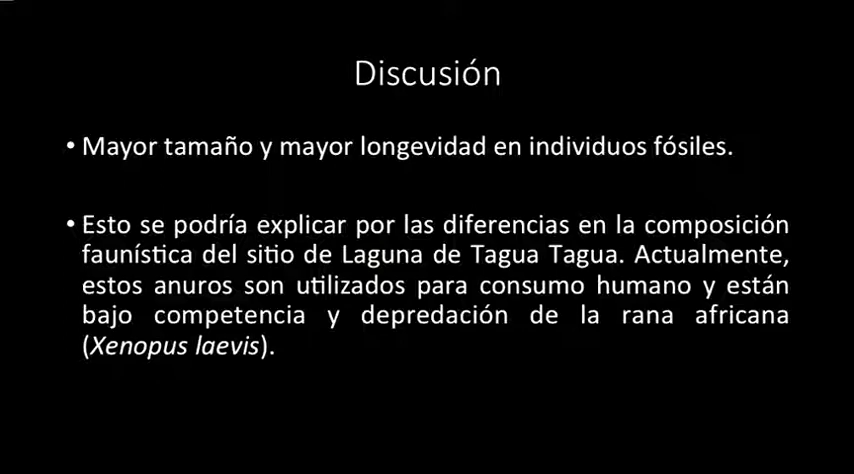 Discusión
• Mayor tamaño y mayor longevidad en individuos fósiles.
• Esto se podría explicar por las diferencias en la composición
faunística del sitio de Laguna de Tagua Tagua. Actualmente,
estos anuros son utilizados para consumo humano y están
bajo competencia y depredación de la rana africana
(Xenopus laevis).